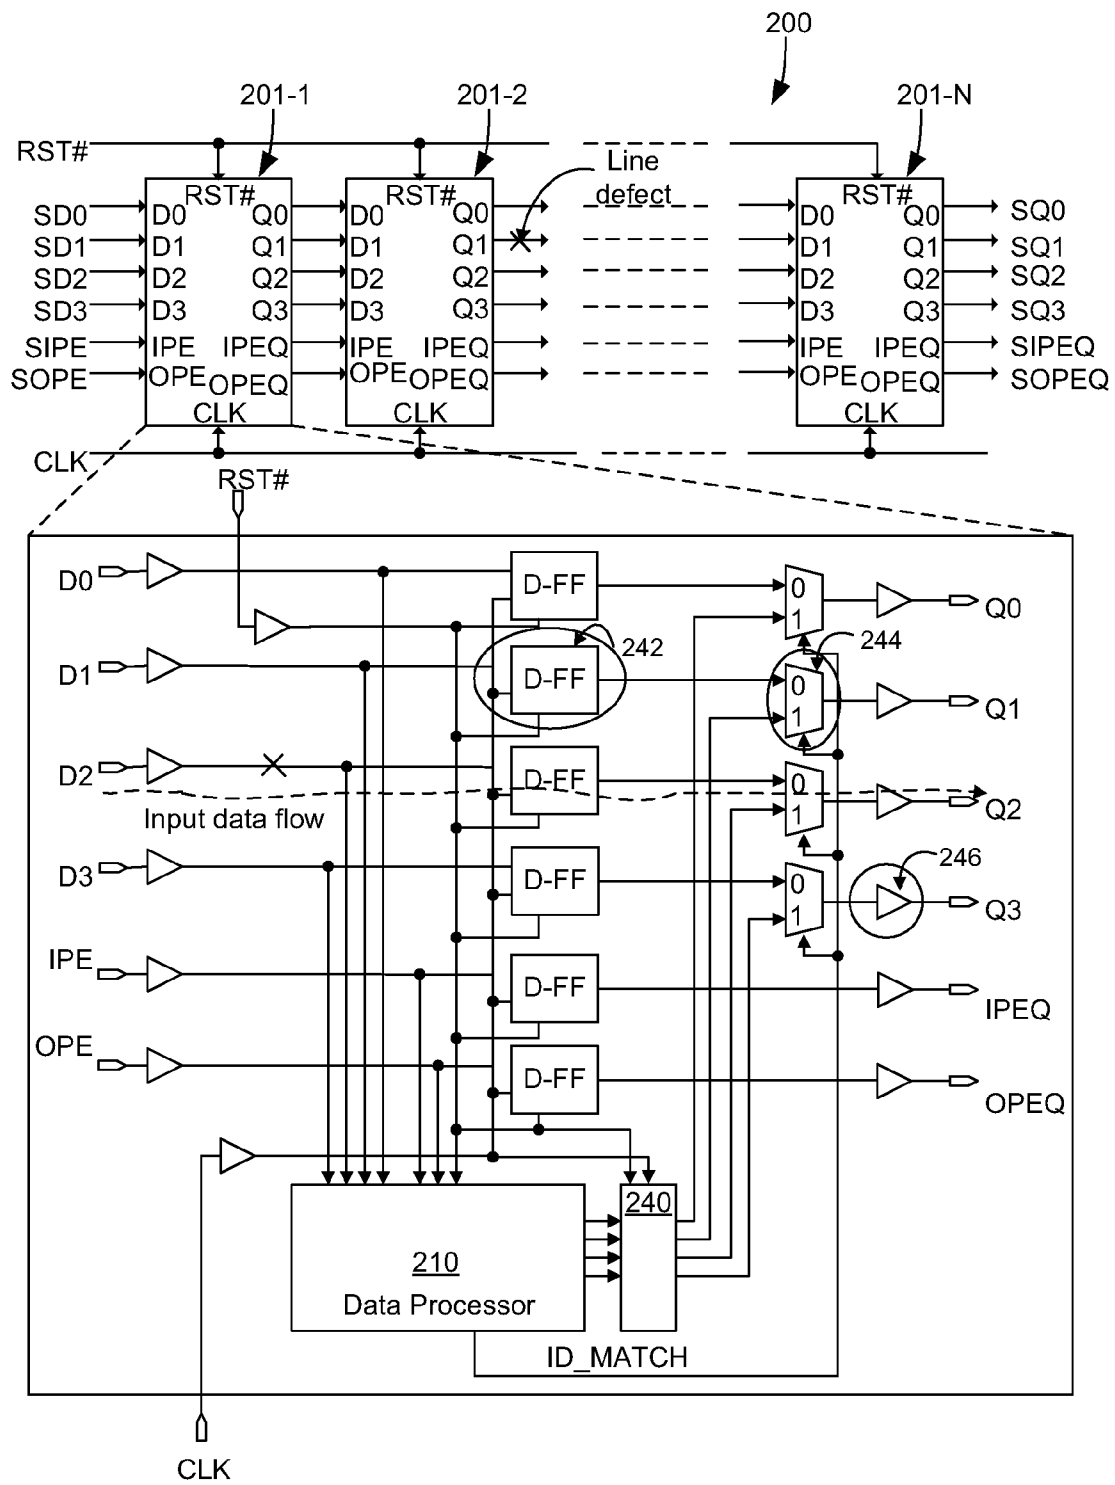 200
201-1 201-2 201-N
RST#
Line
defect
RST# RST# RST#
SD0 D0 Q0 D0 Q0 D0 Q0 SQ0
SD1 D1 Q1 D1 Q1 D1 Q1 SQ1
SD2 D2 Q2 D2 Q2 D2 Q2 SQ2
SD3 D3 Q3 D3 Q3 D3 Q3 SQ3
SIPE IPE IPEQ IPE IPEQ IPE IPEQ SIPEQ
SOPE OPE OPEQ OPE OPEQ OPE OPEQ SOPEQ
CLK CLK CLK
CLK
RST#
D0 D-FF 0 1 Q0
242 244
D1 D-FF 0 1 Q1
D2 D-FF 0 1 Q2
Input data flow
D3 D-FF 0 1 246 Q3
IPE D-FF IPEQ
OPE D-FF OPEQ
240
210
Data Processor
ID_MATCH
CLK